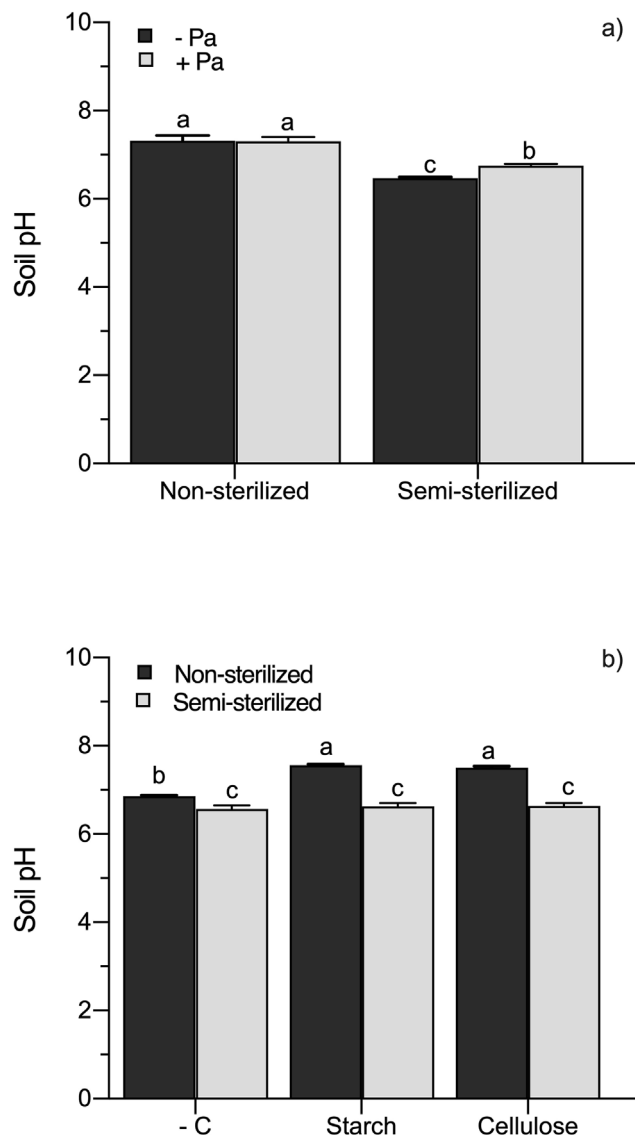 a)
10
- Pa
+ Pa
8
a
a
c
b
6
Soil pH
4
2
0
Non-sterilized
Semi-sterilized
b)
10
Non-sterilized
Semi-sterilized
8
a
a
b
c
c
c
6
Soil pH
4
2
0
- C
Starch
Cellulose